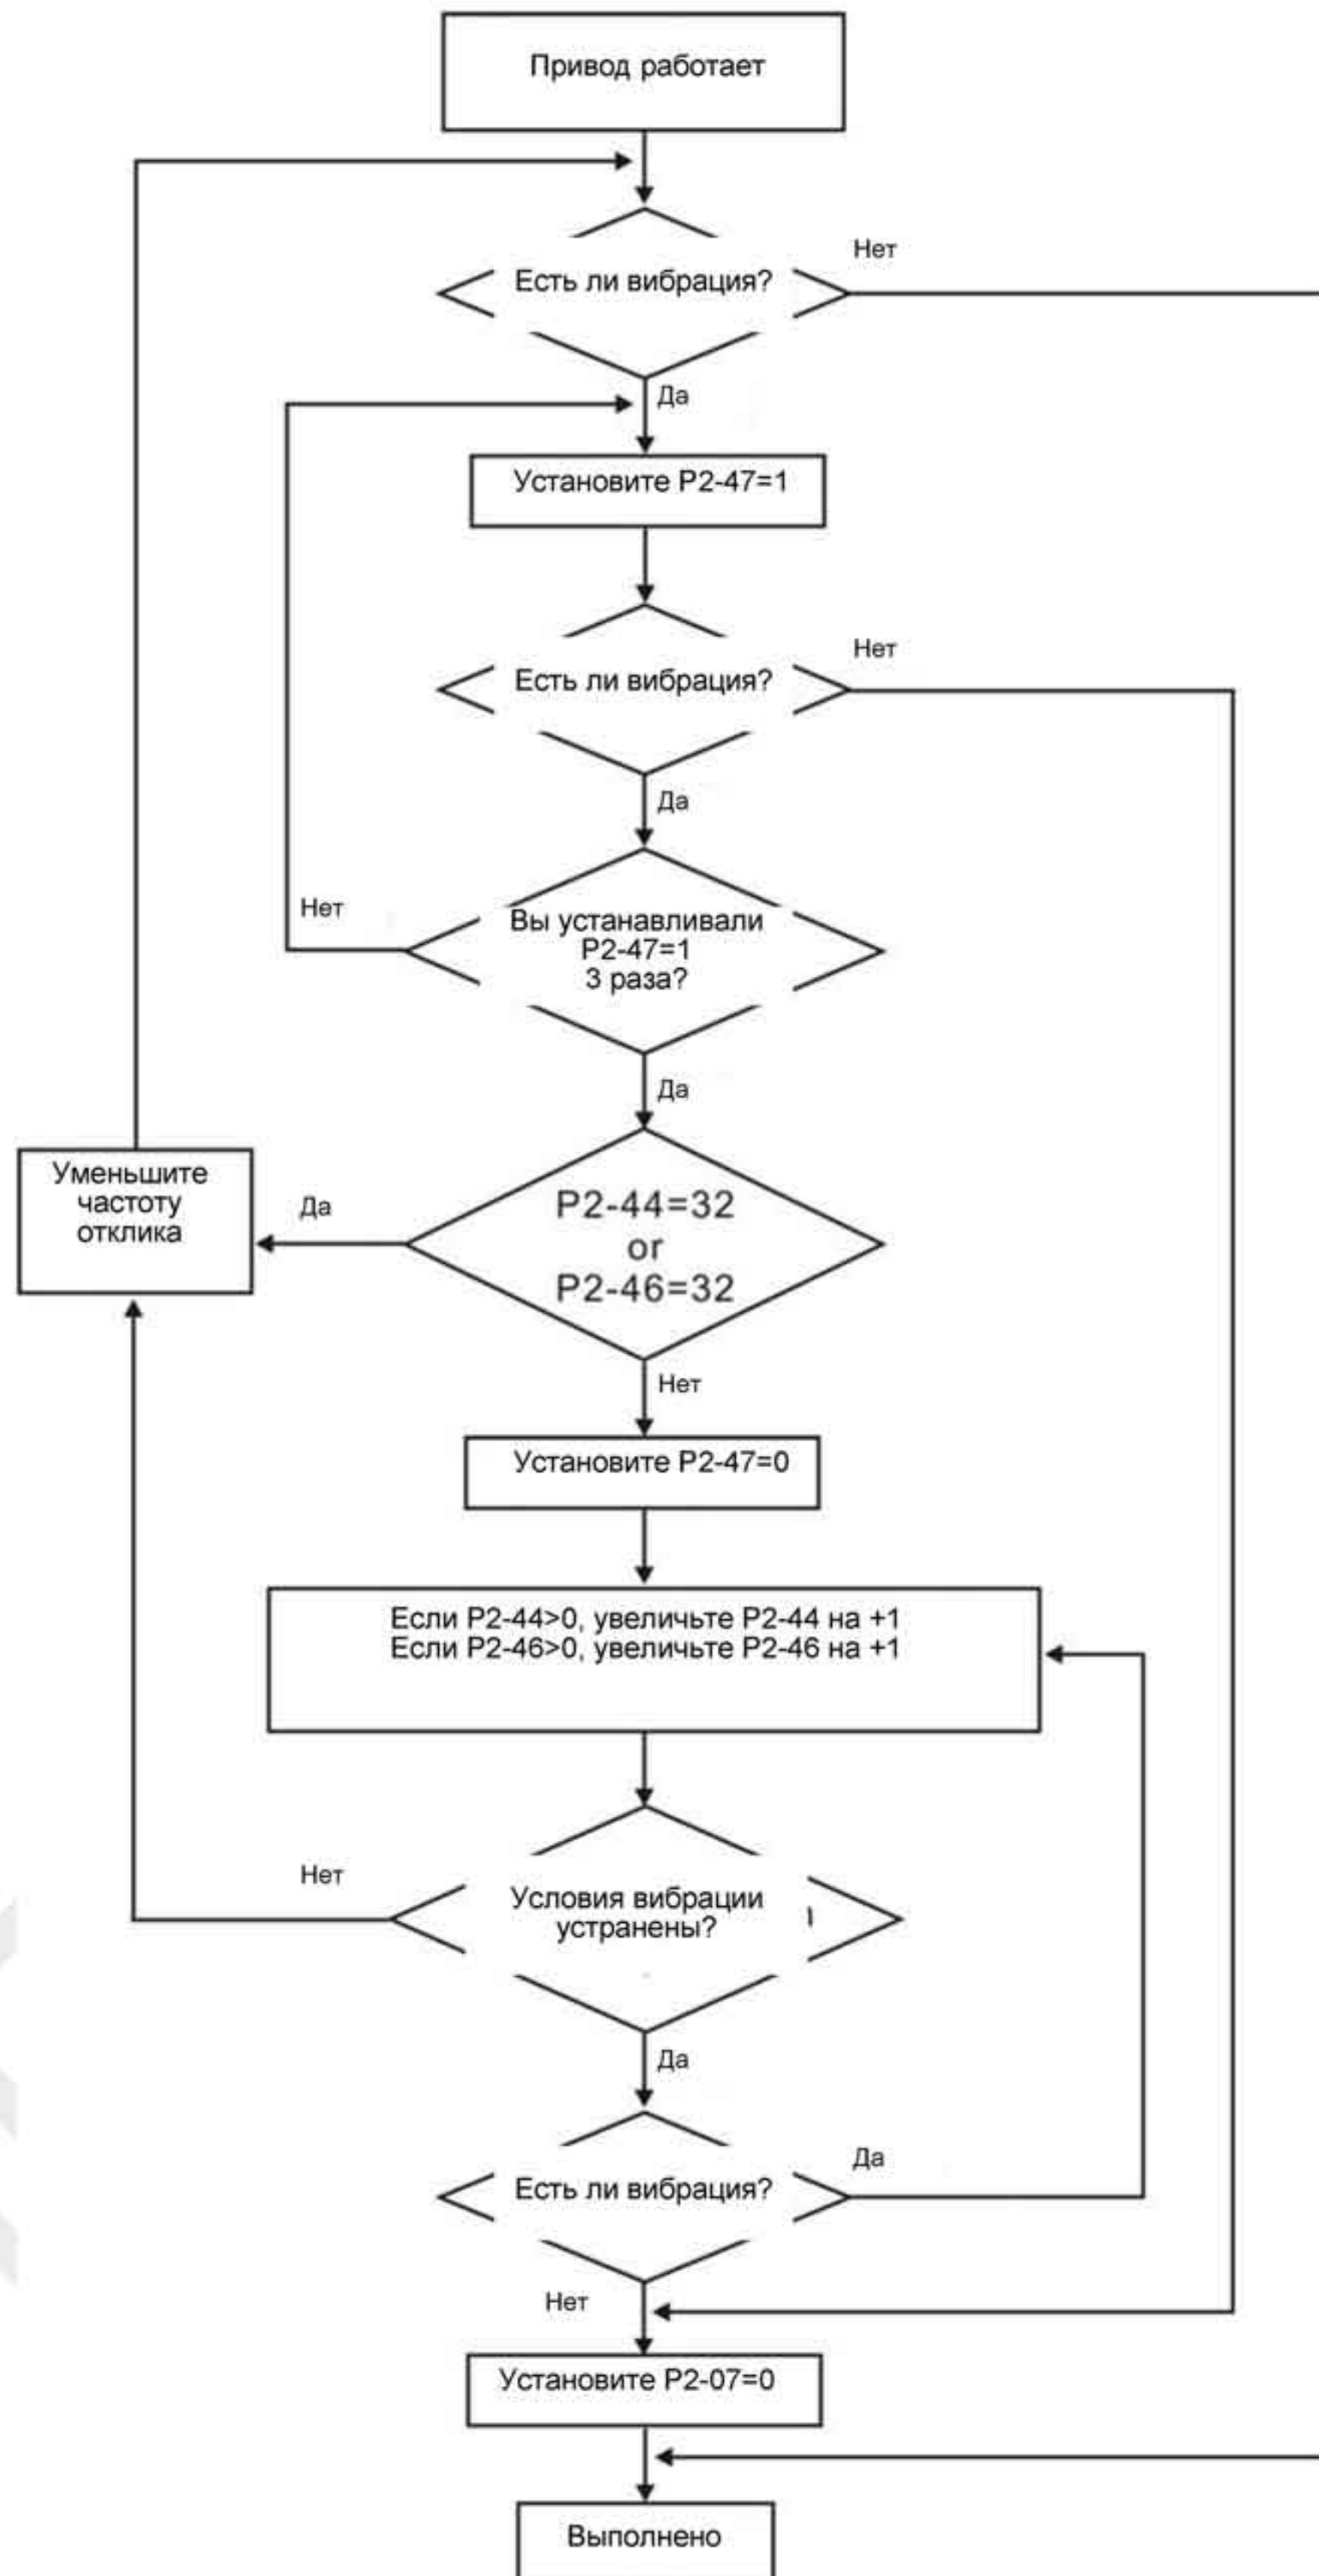 Привод работает
Нет
Есть ли вибрация?
Да
Установите P2-47=1
Нет
Есть ли вибрация?
Да
Нет
Вы устанавливали
P2-47=1
3 раза?
Да
Уменьшите
частоту
отклика
Да
P2-44=32
or
P2-46=32
Нет
Установите P2-47=0
Если P2-44>0, увеличьте P2-44 на +1
Если P2-46>0, увеличьте P2-46 на +1
Нет
Условия вибрации
устранены?
Да
Да
Есть ли вибрация?
Нет
Установите P2-07=0
Выполнено